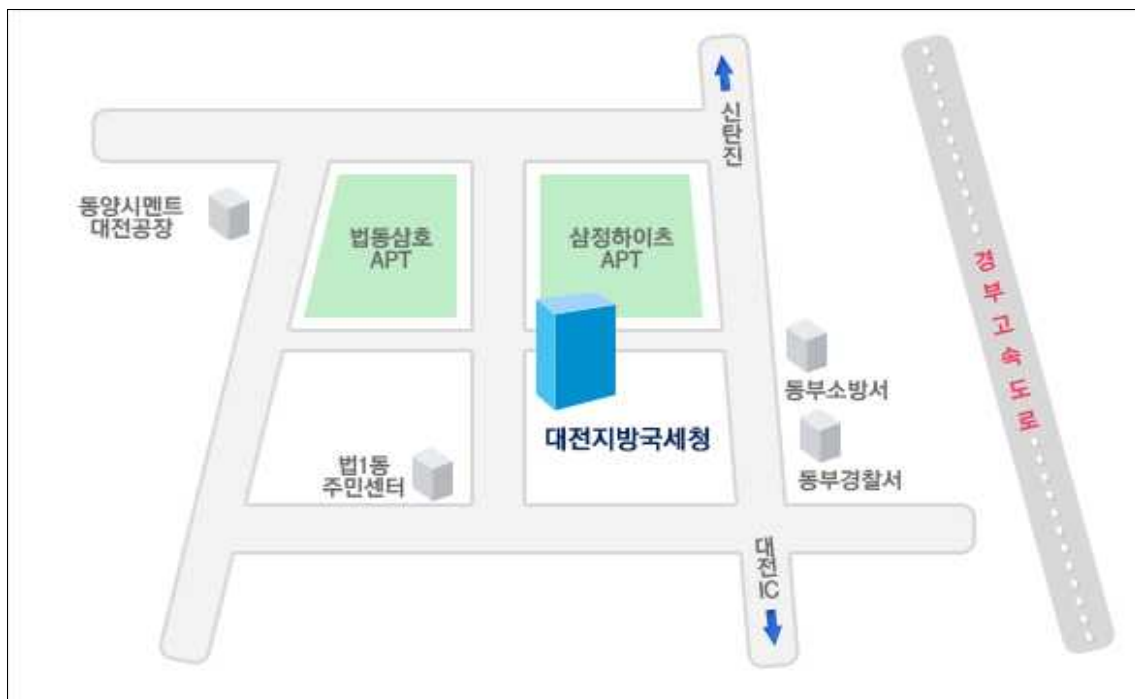 신탄진
동양시멘트
대전공장
법동삼호
APT
삼정하이츠
APT
경부고속도로
동부소방서
대전지방국세청
법1동
주민센터
동부경찰서
대전
IC